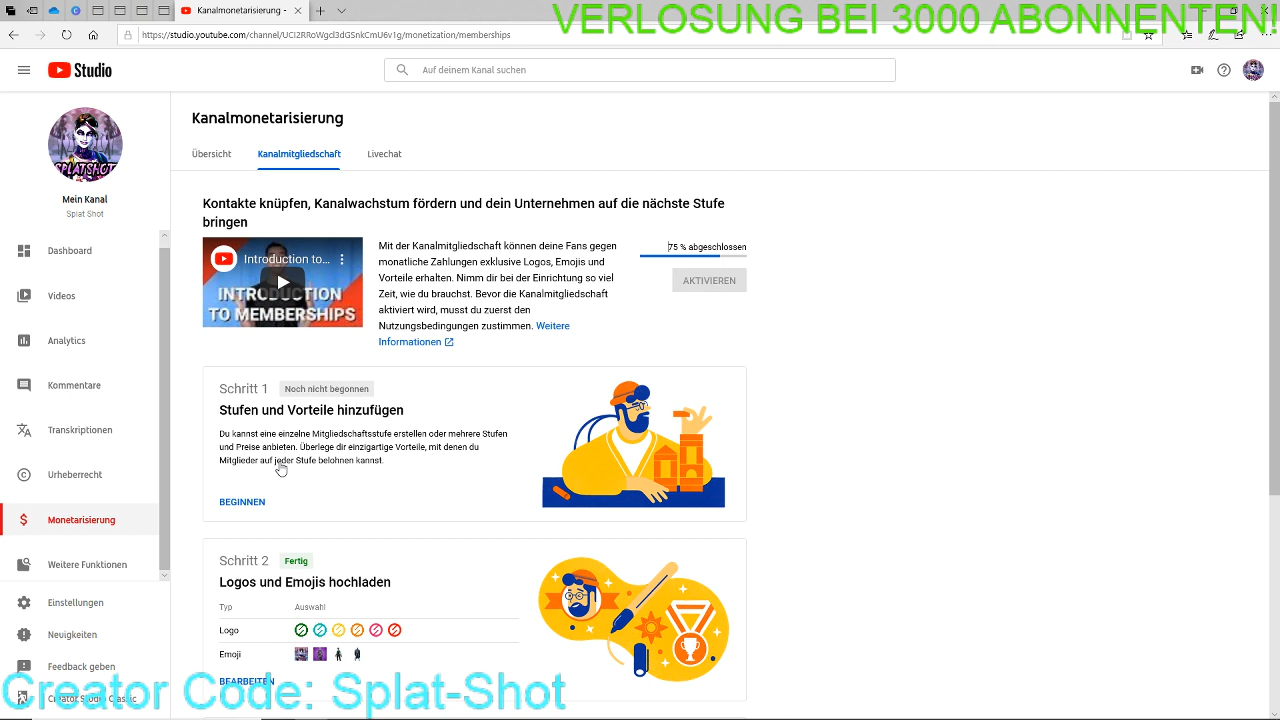 VERLOSUNG BEI 3000 ABONNENTEN!
https://studio.youtube.com/channel/UCI2RRoWgcl3dGSnkCmU6v1g/monetization/memberships
Studio
Auf deinem Kanal suchen
SPLATSHOT
Mein Kanal
Splat Shot
Dashboard
Videos
Analytics
Kommentare
Transkriptionen
Urheberrecht
Monetarisierung
Weitere Funktionen
Einstellungen
Neuigkeiten
Feedback geben
Creator Studio Classic
Kanalmonetarisierung
Übersicht
Kanalmitgliedschaft
Livechat
Kontakte knüpfen, Kanalwachstum fördern und dein Unternehmen auf die nächste Stufe
bringen
Introduction to...
INTRODUCTION
TO MEMBERSHIPS
Mit der Kanalmitgliedschaft können deine Fans gegen
monatliche Zahlungen exklusive Logos, Emojis und
Vorteile erhalten. Nimm dir bei der Einrichtung so viel
Zeit, wie du brauchst. Bevor die Kanalmitgliedschaft
aktiviert wird, musst du zuerst den
Nutzungsbedingungen zustimmen. Weitere
Informationen
75 % abgeschlossen
AKTIVIEREN
Schritt 1 Noch nicht begonnen
Stufen und Vorteile hinzufügen
Du kannst eine einzelne Mitgliedschaftsstufe erstellen oder mehrere Stufen
und Preise anbieten. Überlege dir einzigartige Vorteile, mit denen du
Mitglieder auf jeder Stufe belohnen kannst.
BEGINNEN
Schritt 2 Fertig
Logos und Emojis hochladen
Typ Auswahl
Logo
Emoji
BEARBEITEN
Creator Code: Splat-Shot